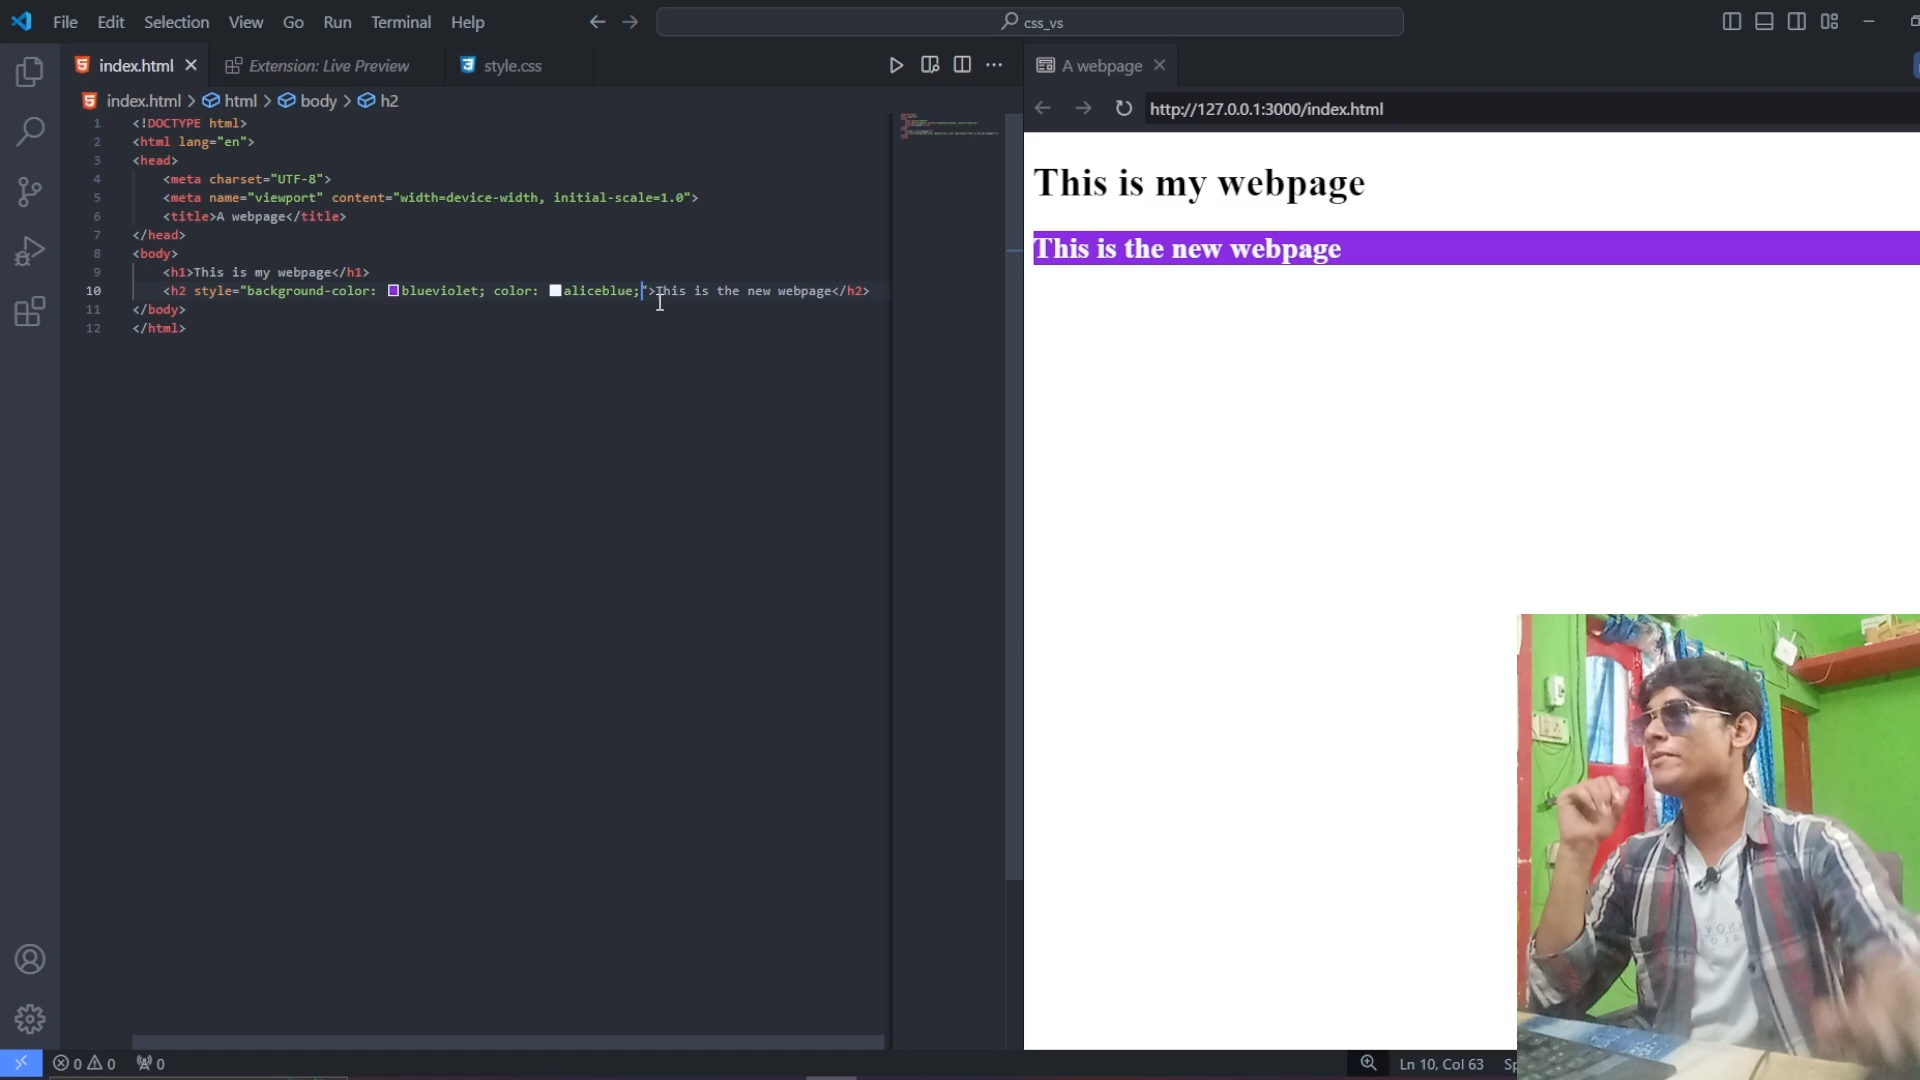 File Edit Selection View Go Run Terminal Help
css_vs
index.html
Extension: Live Preview
style.css
A webpage
index.html > html > body > h2
http://127.0.0.1:3000/index.html
1 <!DOCTYPE html>
2 <html lang="en">
3 <head>
4 <meta charset="UTF-8">
5 <meta name="viewport" content="width=device-width, initial-scale=1.0">
6 <title>A webpage</title>
7 </head>
8 <body>
9 <h1>This is my webpage</h1>
10 <h2 style="background-color: blueviolet; color: aliceblue;">This is the new webpage</h2>
11 </body>
12 </html>
This is my webpage
This is the new webpage
0 0 0
Ln 10, Col 63